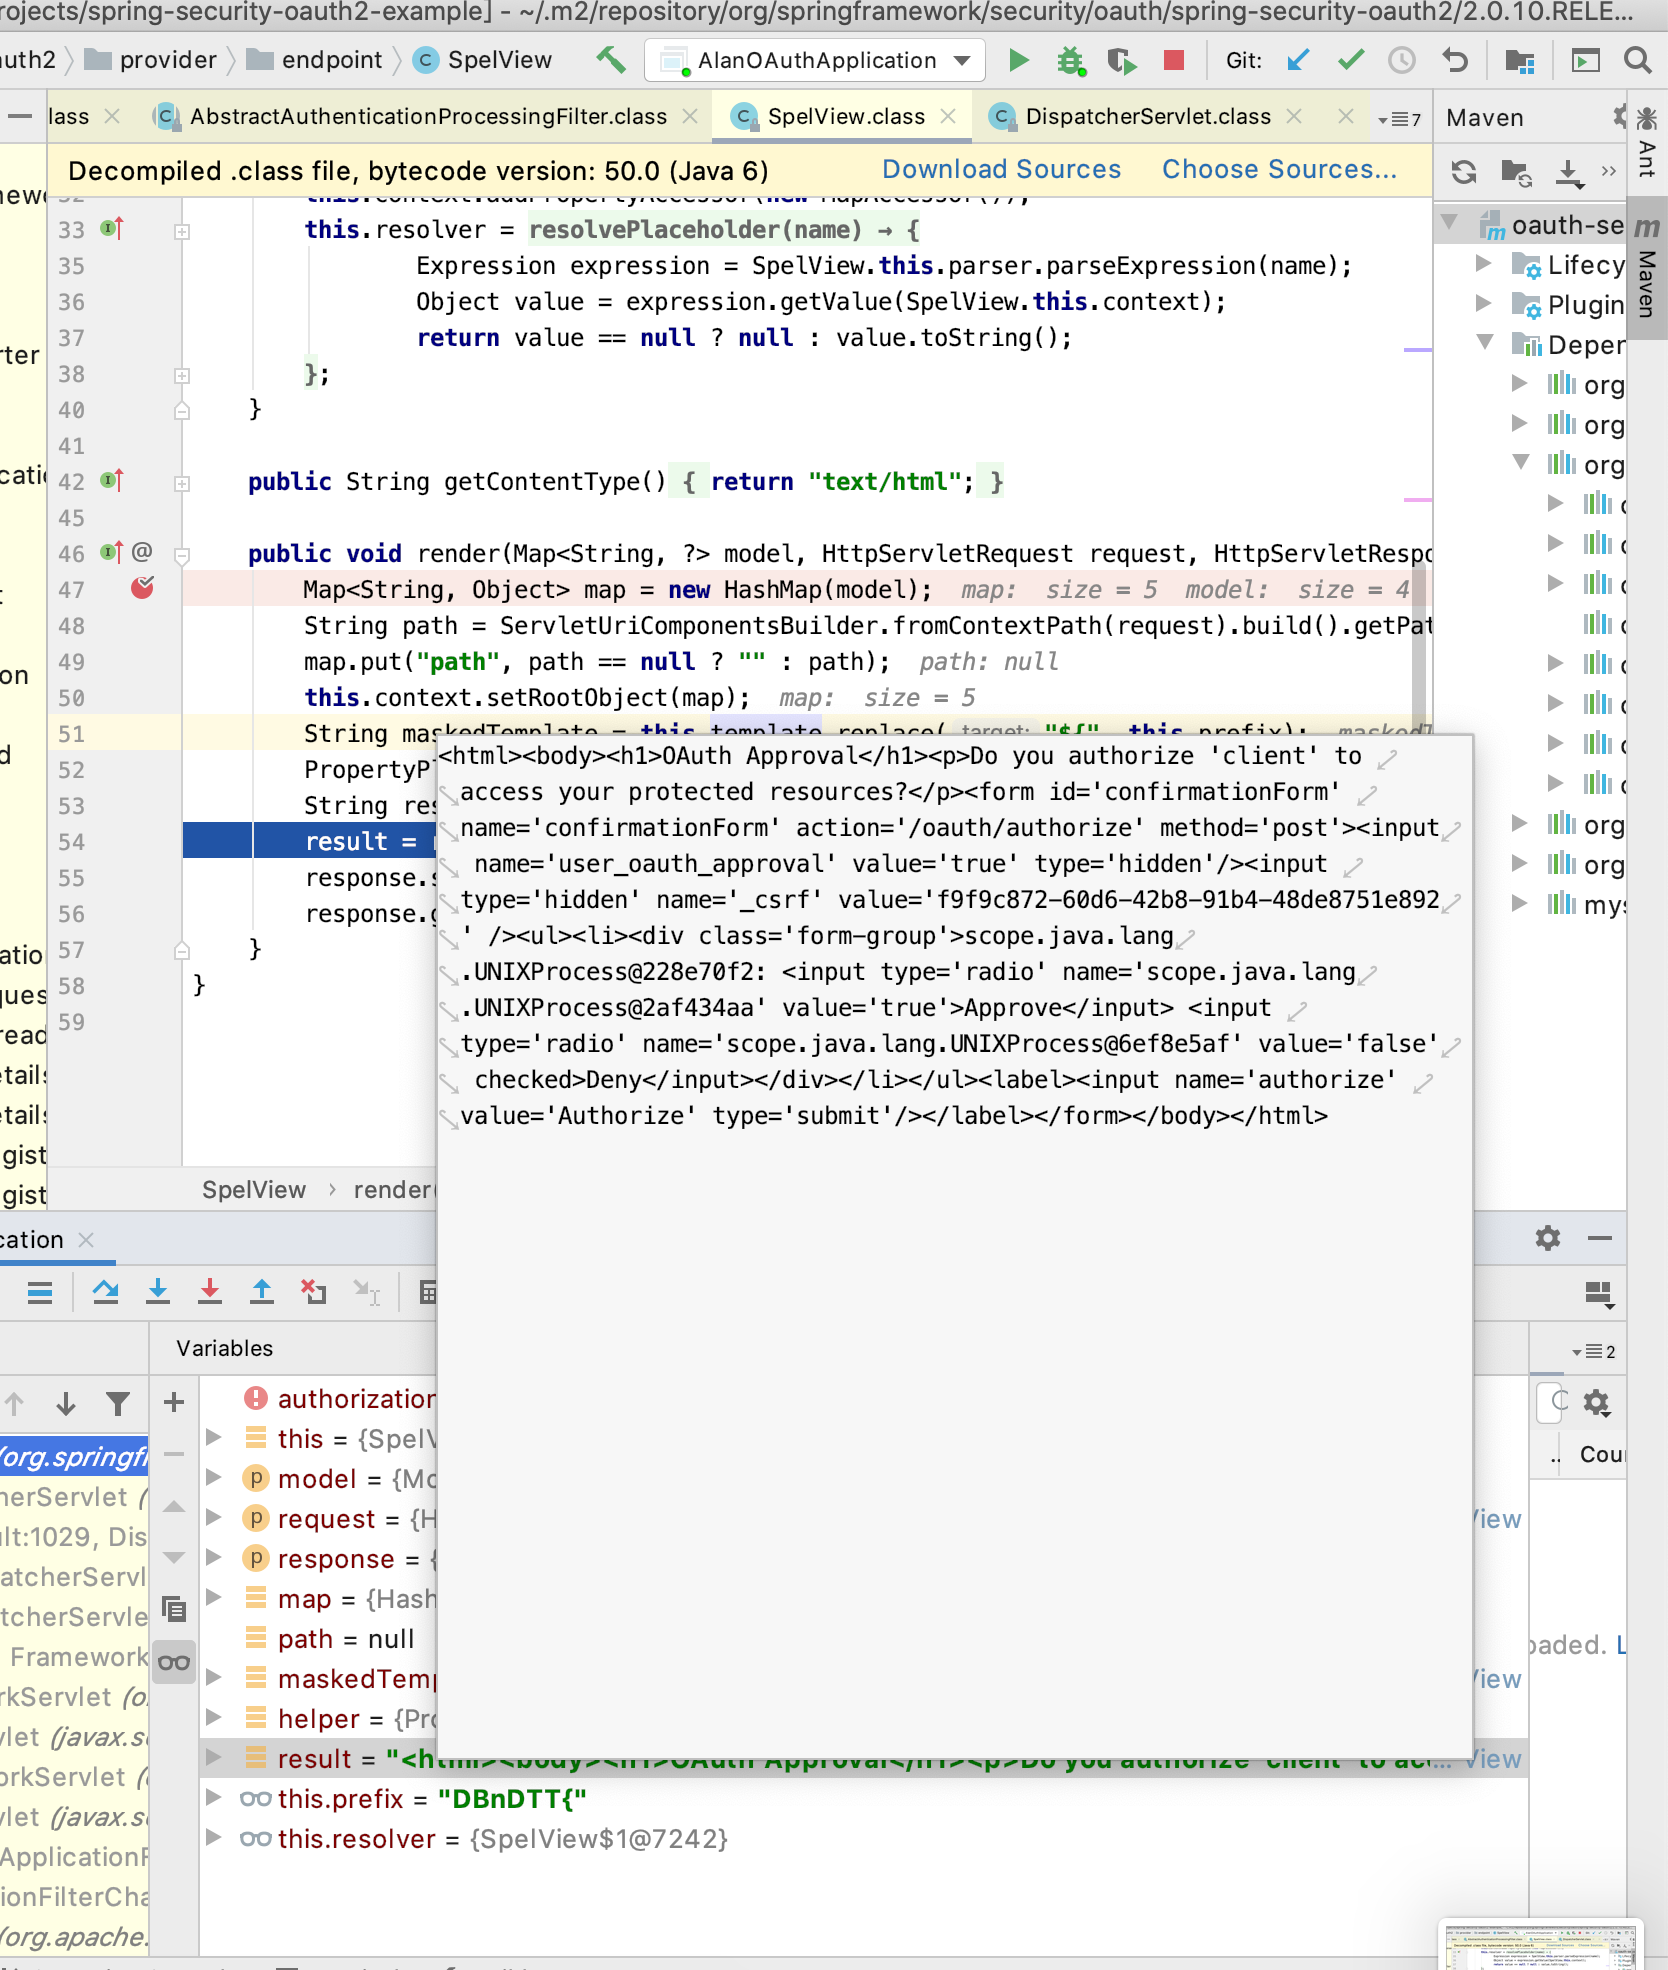 rojects/spring-security-oauth2-example] - ~/.m2/repository/org/springframework/security/oauth/spring-security-oauth2/2.0.10.RELE...
uth2 provider endpoint SpelView AlanOAuthApplication Git:
lass AbstractAuthenticationProcessingFilter.class SpelView.class DispatcherServlet.class 7 Maven
Decompiled .class file, bytecode version: 50.0 (Java 6) Download Sources Choose Sources...
Ant
Maven
oauth-se
Lifecy
Plugin
Deper
org
org
org
org
org
mys
this.context.addPropertyAccessor(new MapAccessor());
33 this.resolver = resolvePlaceholder(name) → {
35 Expression expression = SpelView.this.parser.parseExpression(name);
36 Object value = expression.getValue(SpelView.this.context);
37 return value == null ? null : value.toString();
38 };
40 }
41
42 public String getContentType() { return "text/html"; }
45
46 @ public void render(Map<String, ?> model, HttpServletRequest request, HttpServletRespo
47 Map<String, Object> map = new HashMap(model); map: size = 5 model: size = 4
48 String path = ServletUriComponentsBuilder.fromContextPath(request).build().getPat
49 map.put("path", path == null ? "" : path); path: null
50 this.context.setRootObject(map); map: size = 5
51 String maskedTemplate = this.template.replace( target: "${", this.prefix); maskedT
52 PropertyPl
53 String res
54 result =
55 response.s
56 response.g
57 }
58 }
59
<html><body><h1>OAuth Approval</h1><p>Do you authorize 'client' to
access your protected resources?</p><form id='confirmationForm'
name='confirmationForm' action='/oauth/authorize' method='post'><input
name='user_oauth_approval' value='true' type='hidden'/><input
type='hidden' name='_csrf' value='f9f9c872-60d6-42b8-91b4-48de8751e892
' /><ul><li><div class='form-group'>scope.java.lang
.UNIXProcess@228e70f2: <input type='radio' name='scope.java.lang
.UNIXProcess@2af434aa' value='true'>Approve</input> <input
type='radio' name='scope.java.lang.UNIXProcess@6ef8e5af' value='false'
checked>Deny</input></div></li></ul><label><input name='authorize'
value='Authorize' type='submit'/></label></form></body></html>
SpelView › render(
cation
Variables
2
authorization
this = {SpelV
model = {Mo
request = {H
View
response = {
map = {Hash
path = null
oaded. L
maskedTemp
View
helper = {Pro
result = "<html><body><h1>OAuth Approval</h1><p>Do you authorize 'client' to acc... View
this.prefix = "DBnDTT{"
this.resolver = {SpelView$1@7242}
.. Cou
/org.springf
herServlet (
ult:1029, Dis
atcherServl
tcherServle
Framework
rkServlet (o
vlet (javax.s
orkServlet (
vlet (javax.s
ApplicationF
ionFilterCha
(org.apache.